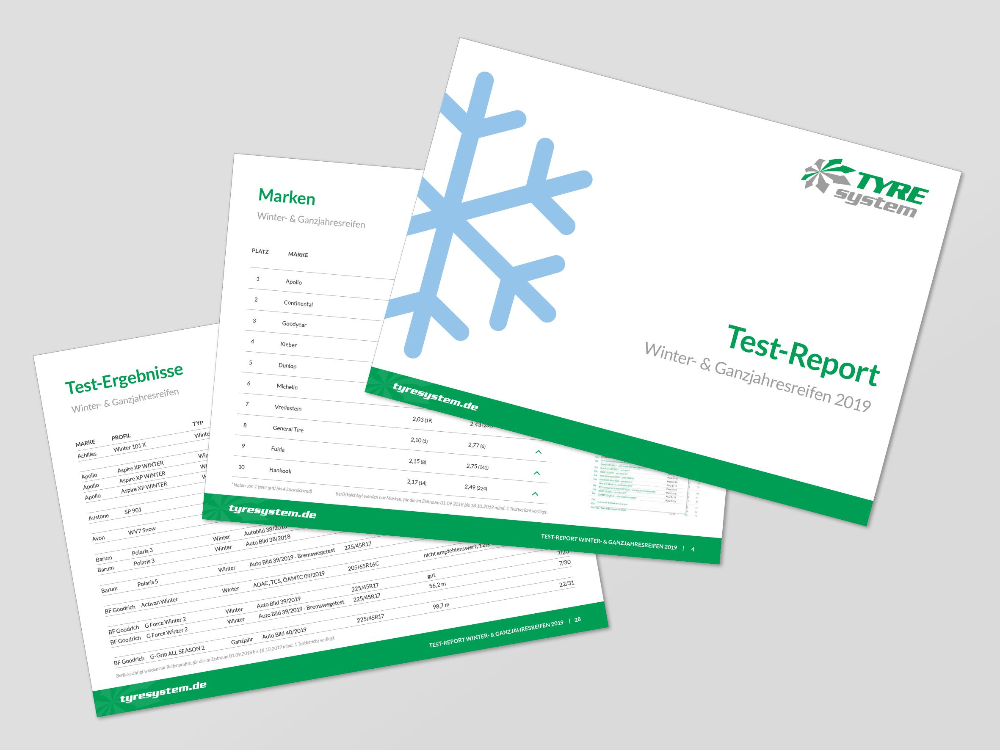 TYRE
system
Test-Report
Winter- & Ganzjahresreifen 2019
tyresystem.de
Marken
Winter- & Ganzjahresreifen
PLATZ MARKE
1 Apollo
2 Continental
3 Goodyear
4 Kleber
5 Dunlop
6 Michelin
7 Vredestein 2,03 (19) 2,43 (239)
8 General Tire 2,10 (1) 2,77 (6)
9 Fulda 2,15 (8) 2,75 (141)
10 Hankook 2,17 (14) 2,49 (224)
* Noten von 1 (sehr gut) bis 4 (ausreichend) Berücksichtigt werden nur Marken, für die im Zeitraum 01.09.2018 bis 18.10.2019 mind. 1 Testbericht vorliegt.
tyresystem.de
TEST-REPORT WINTER- & GANZJAHRESREIFEN 2019 | 4
Test-Ergebnisse
Winter- & Ganzjahresreifen
MARKE PROFIL TYP
Achilles Winter 101 X Winte
Apollo Aspire XP WINTER Win
Apollo Aspire XP WINTER Wi
Apollo Aspire XP WINTER W
Austone SP 901
Avon WV7 Snow
Barum Polaris 3 Winter Autobild 38/2018
Barum Polaris 3 Winter Auto Bild 38/2018
Barum Polaris 5 Winter Auto Bild 39/2019 - Bremswegetest 225/45R17
BF Goodrich Activan Winter Winter ADAC, TCS, ÖAMTC 09/2019 205/65R16C nicht empfehlenswert, 12%
BF Goodrich G Force Winter 2 Winter Auto Bild 39/2019 225/45R17 gut 7/20
BF Goodrich G Force Winter 2 Winter Auto Bild 39/2019 - Bremswegetest 225/45R17 56,2 m 7/30
BF Goodrich G-Grip ALL SEASON 2 Ganzjahr Auto Bild 40/2019 225/45R17 98,7 m 22/31
Berücksichtigt werden nur Reifenprofile, für die im Zeitraum 01.09.2018 bis 18.10.2019 mind. 1 Testbericht vorliegt.
tyresystem.de
TEST-REPORT WINTER- & GANZJAHRESREIFEN 2019 | 28